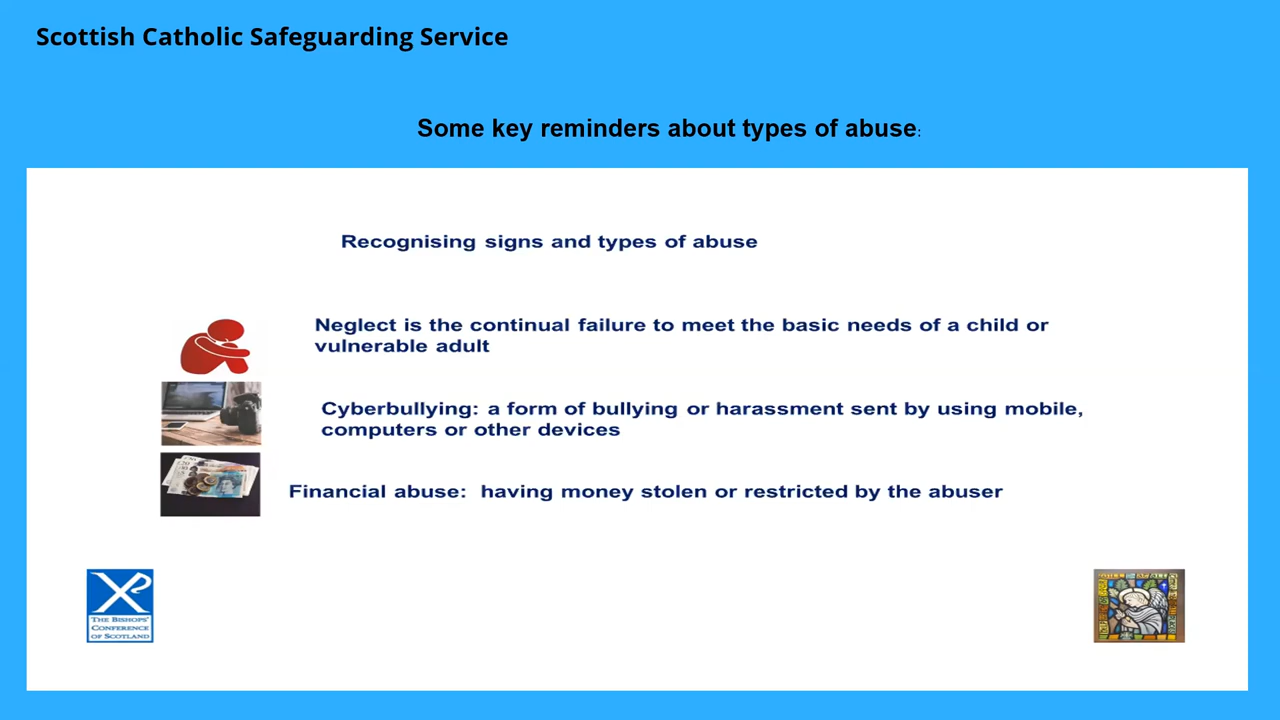 Scottish Catholic Safeguarding Service
Some key reminders about types of abuse:
Recognising signs and types of abuse
Neglect is the continual failure to meet the basic needs of a child or
vulnerable adult
Cyberbullying: a form of bullying or harassment sent by using mobile,
computers or other devices
Financial abuse:  having money stolen or restricted by the abuser
THE BISHOPS'
CONFERENCE
OF SCOTLAND